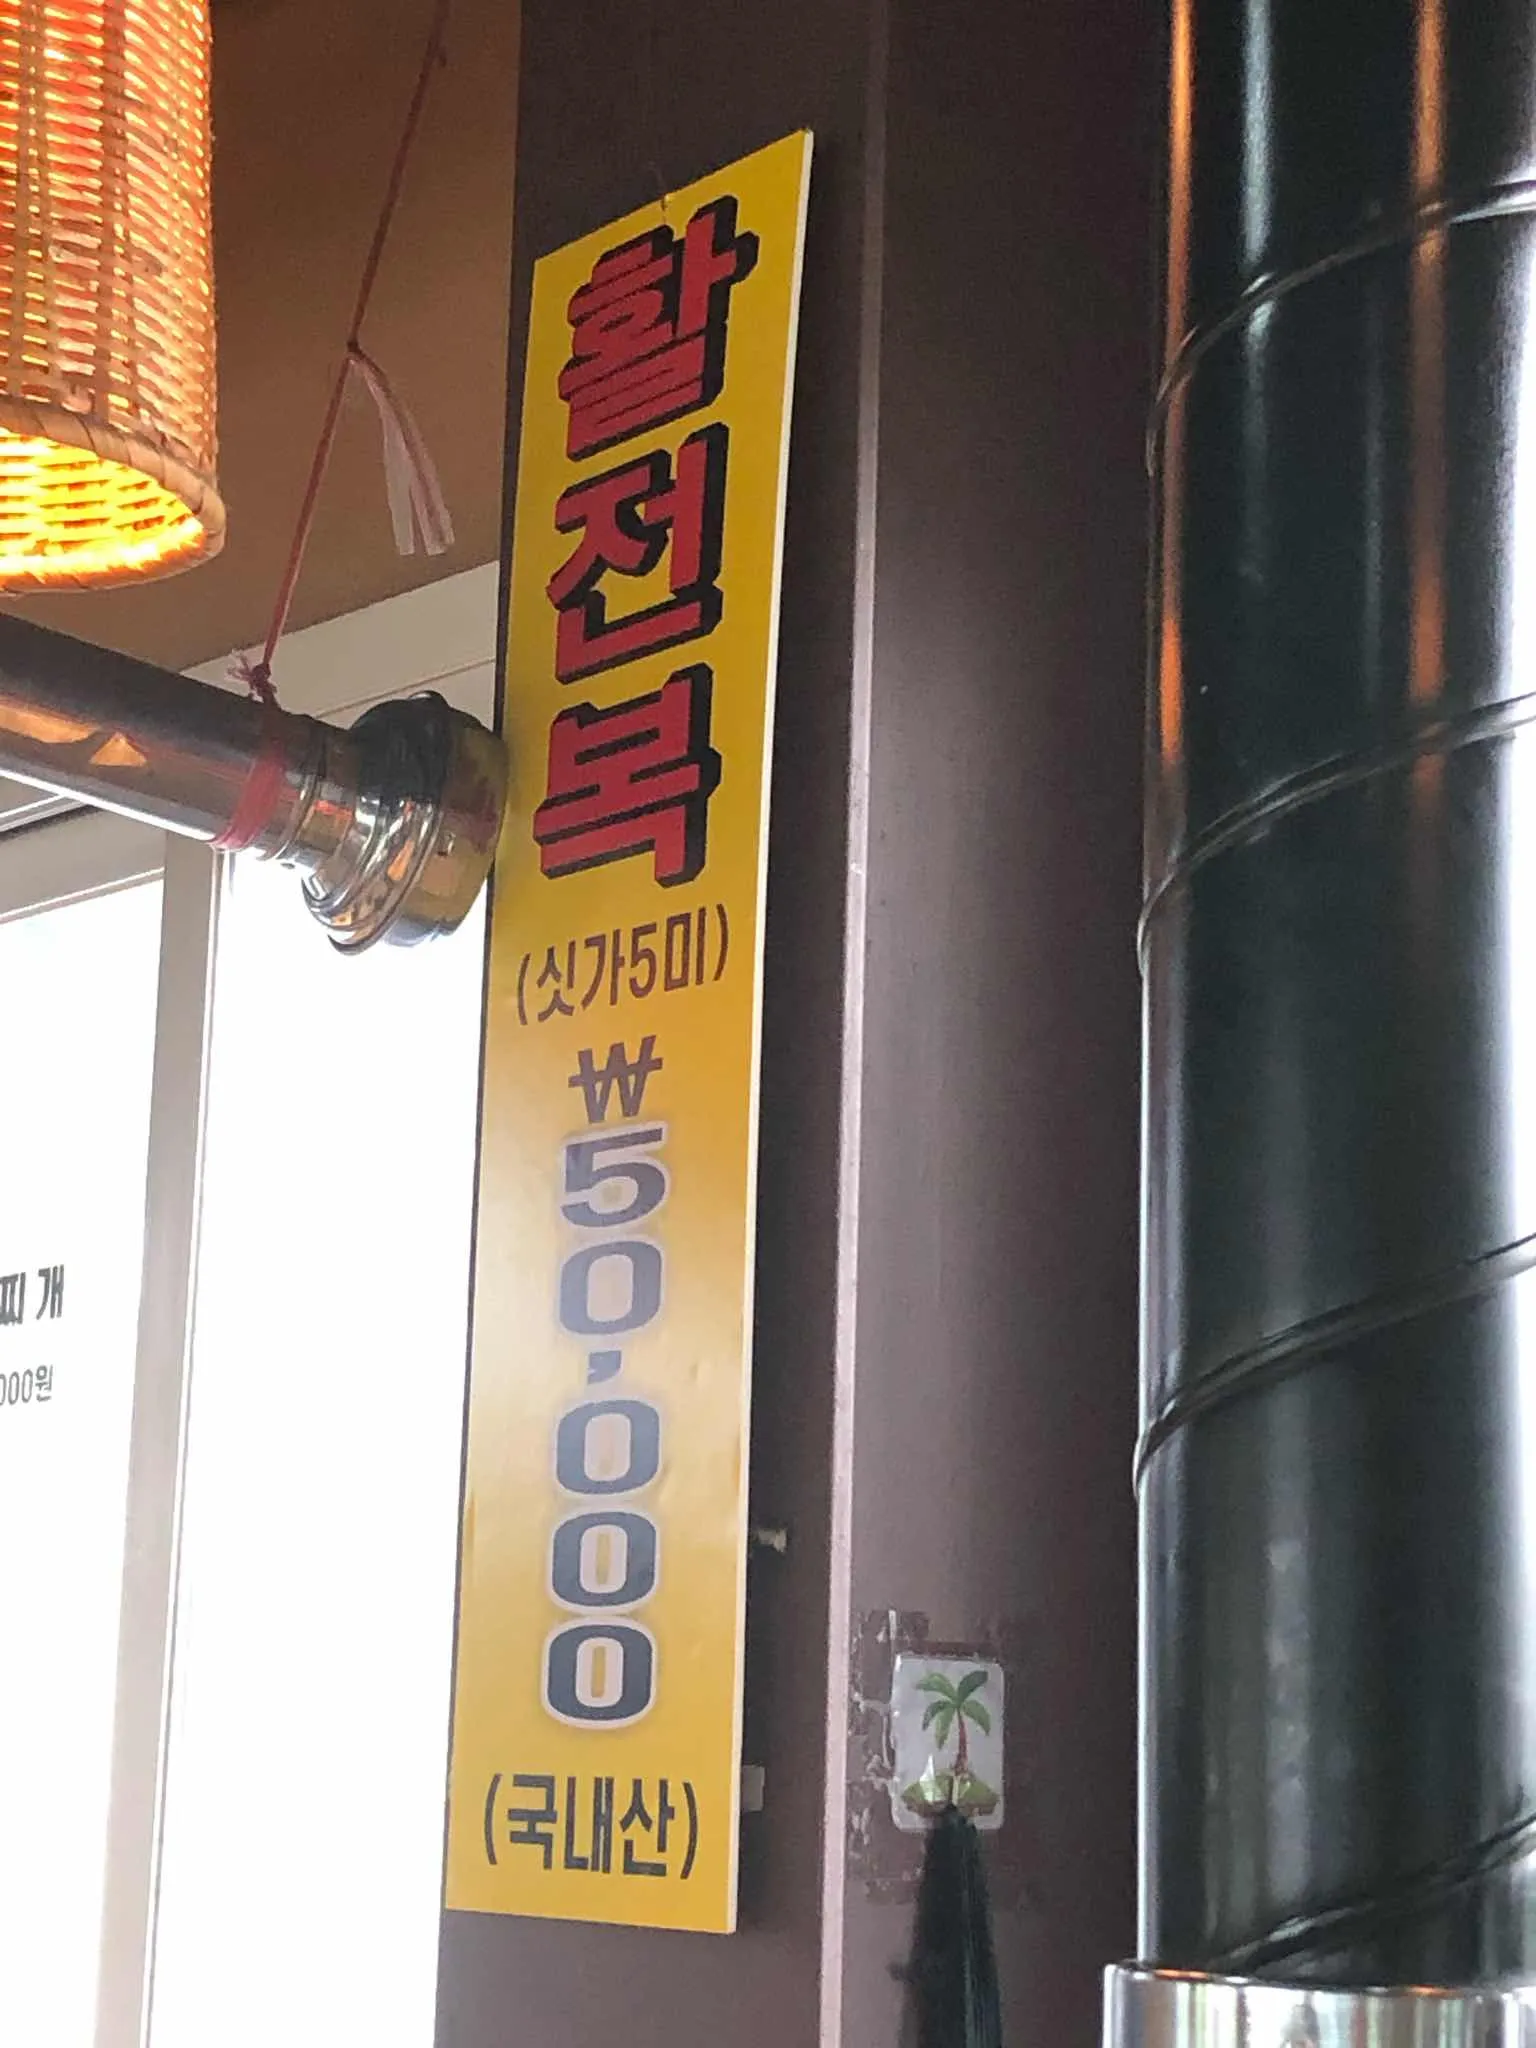 활전복
(싯가5미)
₩50,000
(국내산)
찌개
000원